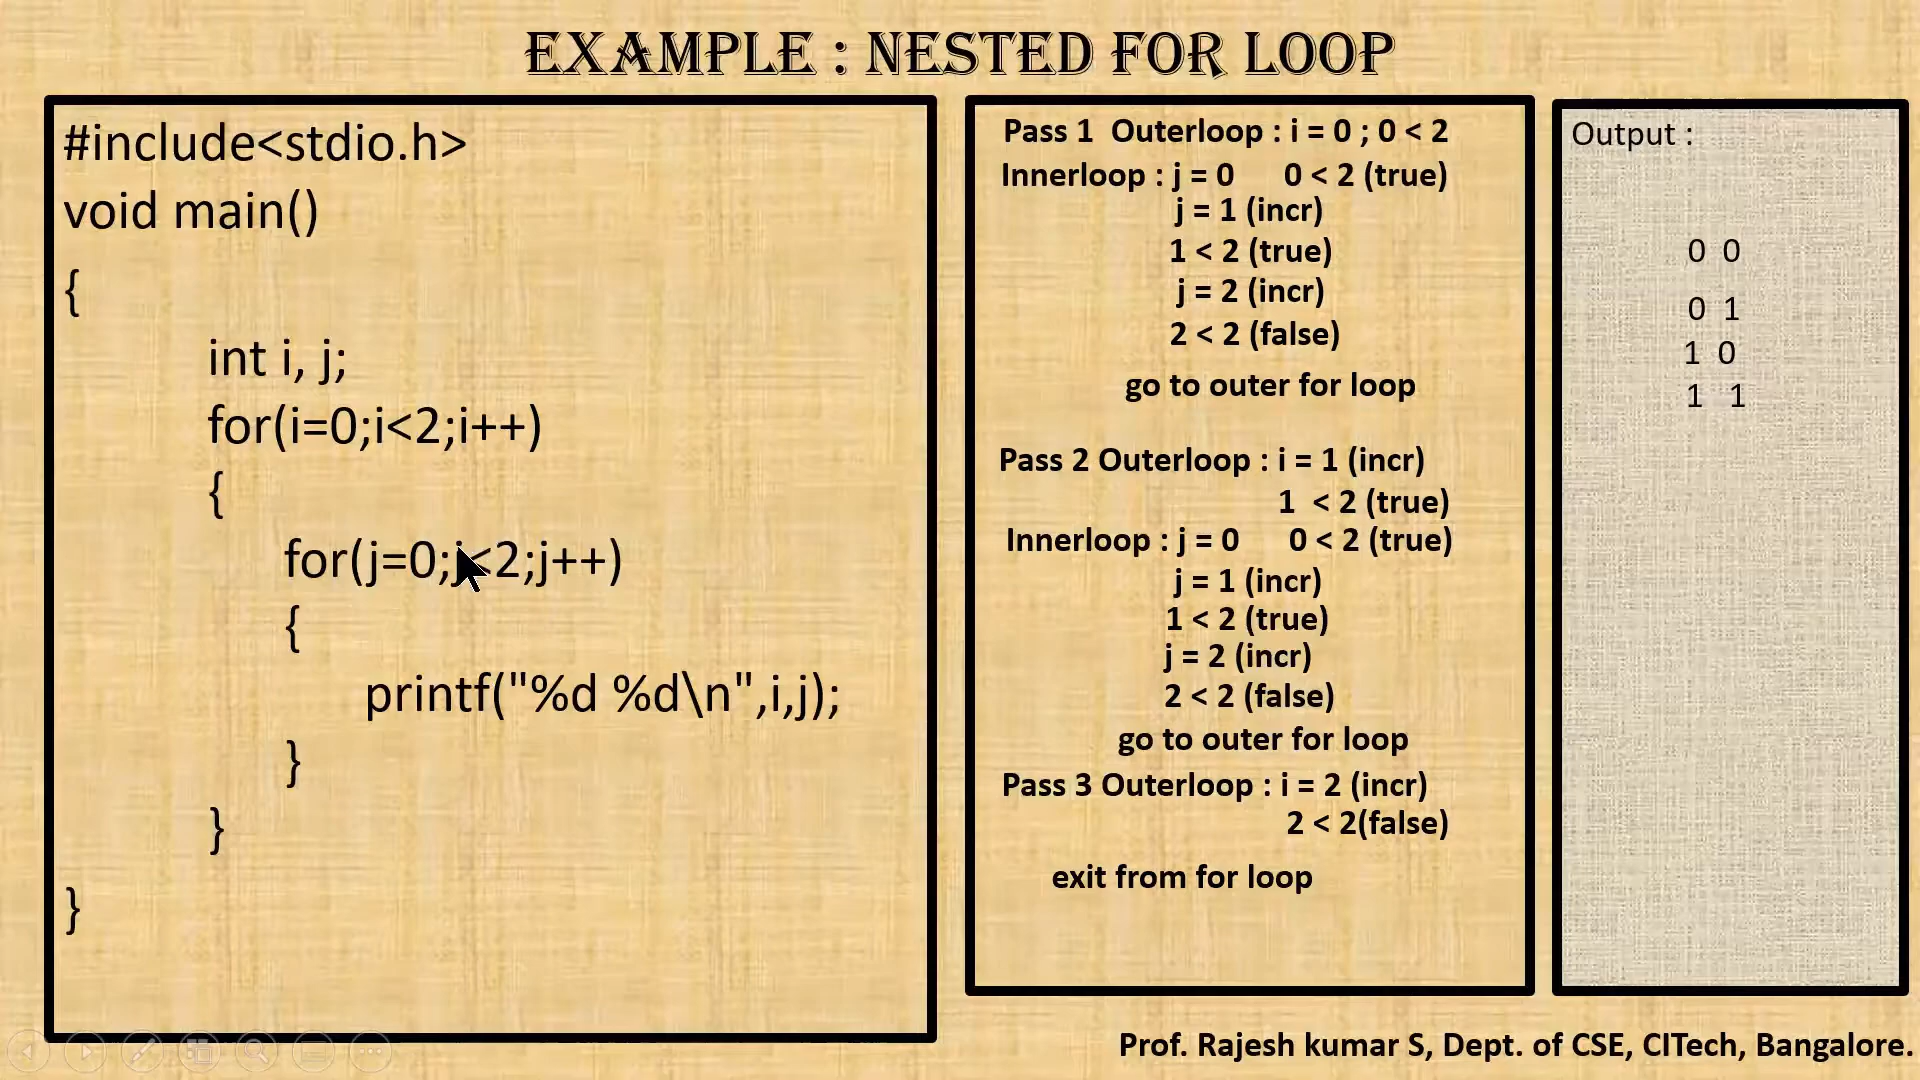 EXAMPLE : NESTED FOR LOOP
#include<stdio.h>
void main()
{
int i, j;
for(i=0;i<2;i++)
{
for(j=0;j<2;j++)
{
printf("%d %d\n",i,j);
}
}
}
Pass 1 Outerloop : i = 0 ; 0 < 2
Innerloop : j = 0 0 < 2 (true)
j = 1 (incr)
1 < 2 (true)
j = 2 (incr)
2 < 2 (false)
go to outer for loop
Pass 2 Outerloop : i = 1 (incr)
1 < 2 (true)
Innerloop : j = 0 0 < 2 (true)
j = 1 (incr)
1 < 2 (true)
j = 2 (incr)
2 < 2 (false)
go to outer for loop
Pass 3 Outerloop : i = 2 (incr)
2 < 2(false)
exit from for loop
Output :
0 0
0 1
1 0
1 1
Prof. Rajesh kumar S, Dept. of CSE, CITech, Bangalore.